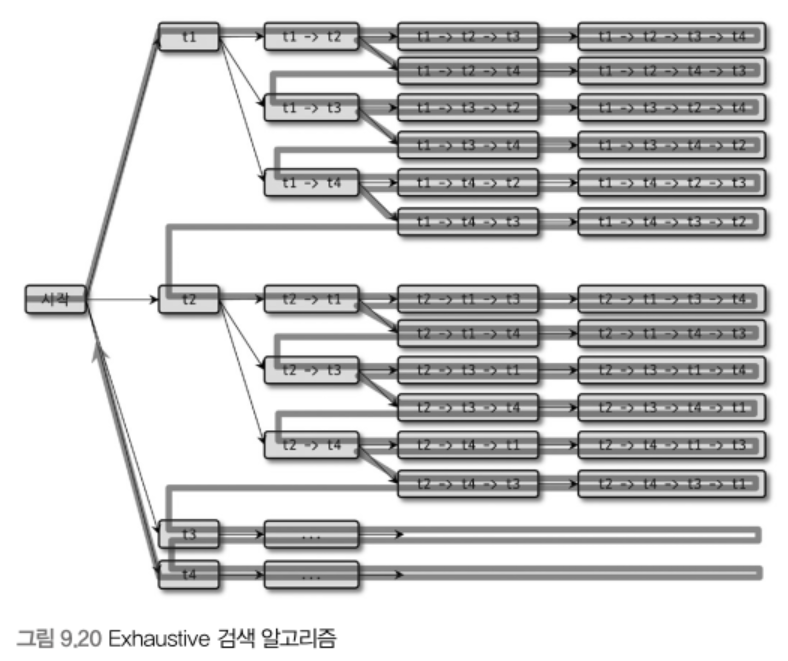 t1
t1 -> t2
t1 -> t2 -> t3
t1 -> t2 -> t3 -> t4
t1 -> t2 -> t4
t1 -> t2 -> t4 -> t3
t1 -> t3
t1 -> t3 -> t2
t1 -> t3 -> t2 -> t4
t1 -> t3 -> t4
t1 -> t3 -> t4 -> t2
t1 -> t4
t1 -> t4 -> t2
t1 -> t4 -> t2 -> t3
t1 -> t4 -> t3
t1 -> t4 -> t3 -> t2
시작
t2
t2 -> t1
t2 -> t1 -> t3
t2 -> t1 -> t3 -> t4
t2 -> t1 -> t4
t2 -> t1 -> t4 -> t3
t2 -> t3
t2 -> t3 -> t1
t2 -> t3 -> t1 -> t4
t2 -> t3 -> t4
t2 -> t3 -> t4 -> t1
t2 -> t4
t2 -> t4 -> t1
t2 -> t4 -> t1 -> t3
t2 -> t4 -> t3
t2 -> t4 -> t3 -> t1
t3
...
t4
...
그림 9.20 Exhaustive 검색 알고리즘